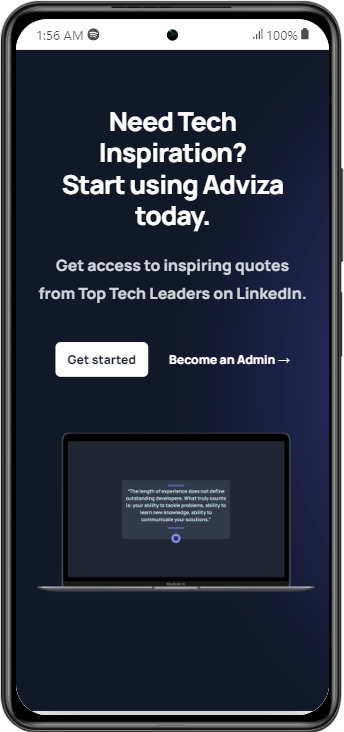 1:56 AM
100%
Need Tech
Inspiration?
Start using Adviza
today.
Get access to inspiring quotes
from Top Tech Leaders on LinkedIn.
Get started
Become an Admin →
"The length of experience does not define
outstanding developers. What truly counts
is: your ability to tackle problems, ability to
learn new knowledge, ability to
communicate your solutions."